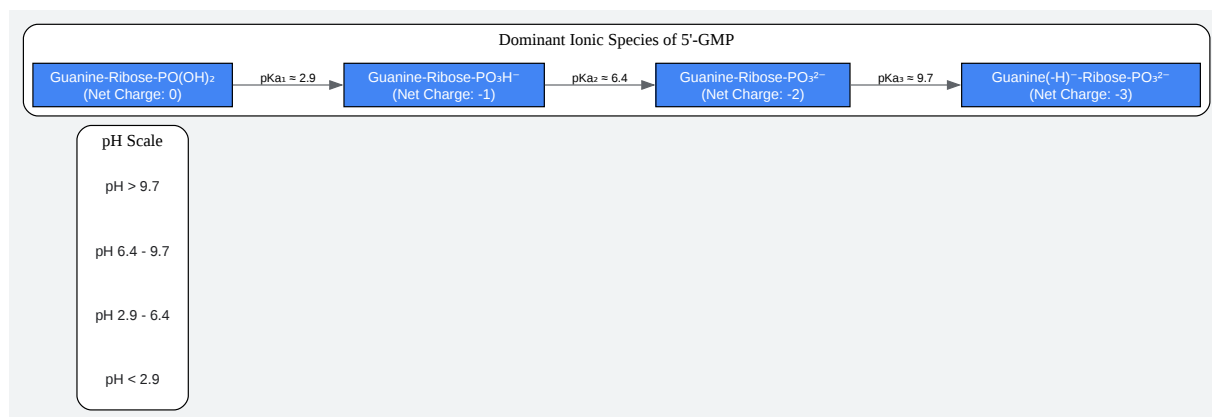 Dominant Ionic Species of 5'-GMP
Guanine-Ribose-PO(OH)₂
(Net Charge: 0)
pKa₁ ≈ 2.9
Guanine-Ribose-PO₃H⁻
(Net Charge: -1)
pKa₂ ≈ 6.4
Guanine-Ribose-PO₃²⁻
(Net Charge: -2)
pKa₃ ≈ 9.7
Guanine(-H)⁻-Ribose-PO₃²⁻
(Net Charge: -3)
pH Scale
pH > 9.7
pH 6.4 - 9.7
pH 2.9 - 6.4
pH < 2.9